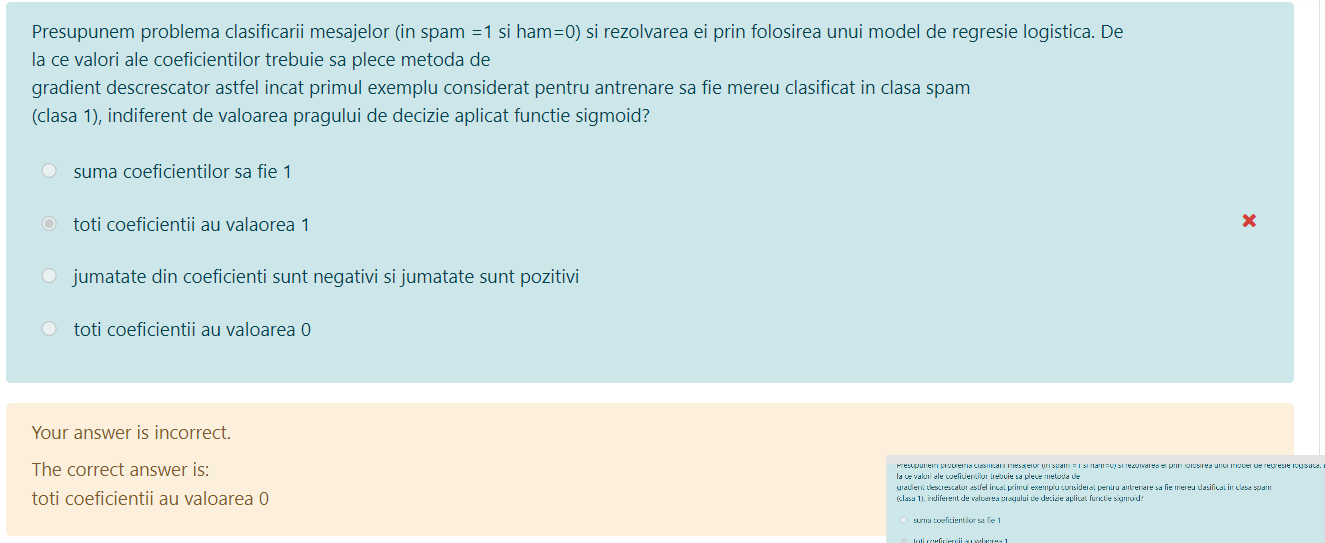 Presupunem problema clasificarii mesajelor (in spam =1 si ham=0) si rezolvarea ei prin folosirea unui model de regresie logistica. De
la ce valori ale coeficientilor trebuie sa plece metoda de
gradient descrescator astfel incat primul exemplu considerat pentru antrenare sa fie mereu clasificat in clasa spam
(clasa 1), indiferent de valoarea pragului de decizie aplicat functie sigmoid?
suma coeficientilor sa fie 1
toti coeficientii au valaorea 1
jumatate din coeficienti sunt negativi si jumatate sunt pozitivi
toti coeficientii au valoarea 0
Your answer is incorrect.
The correct answer is:
toti coeficientii au valoarea 0
Presupunem problema clasificarii mesajelor (in spam =1 si ham=0) si rezolvarea ei prin folosirea unui model de regresie logistica.
la ce valori ale coeficientilor trebuie sa plece metoda de
gradient descrescator astfel incat primul exemplu considerat pentru antrenare sa fie mereu clasificat in clasa spam
(clasa 1), indiferent de valoarea pragului de decizie aplicat functie sigmoid?
suma coeficientilor sa fie 1
toti coeficientii au valaorea 1